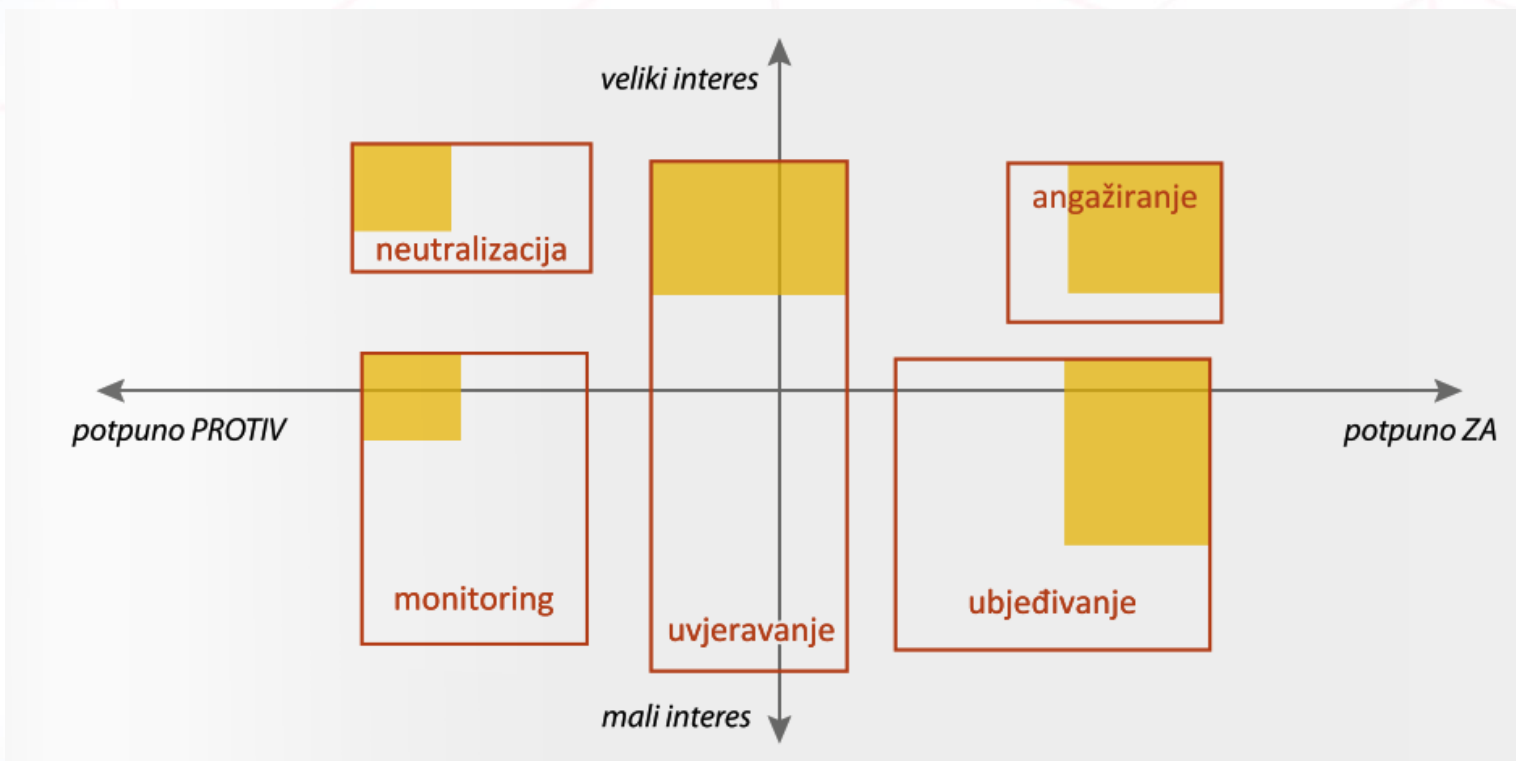 veliki interes
neutralizacija
angažiranje
potpuno PROTIV
potpuno ZA
monitoring
uvjeravanje
ubjeđivanje
mali interes